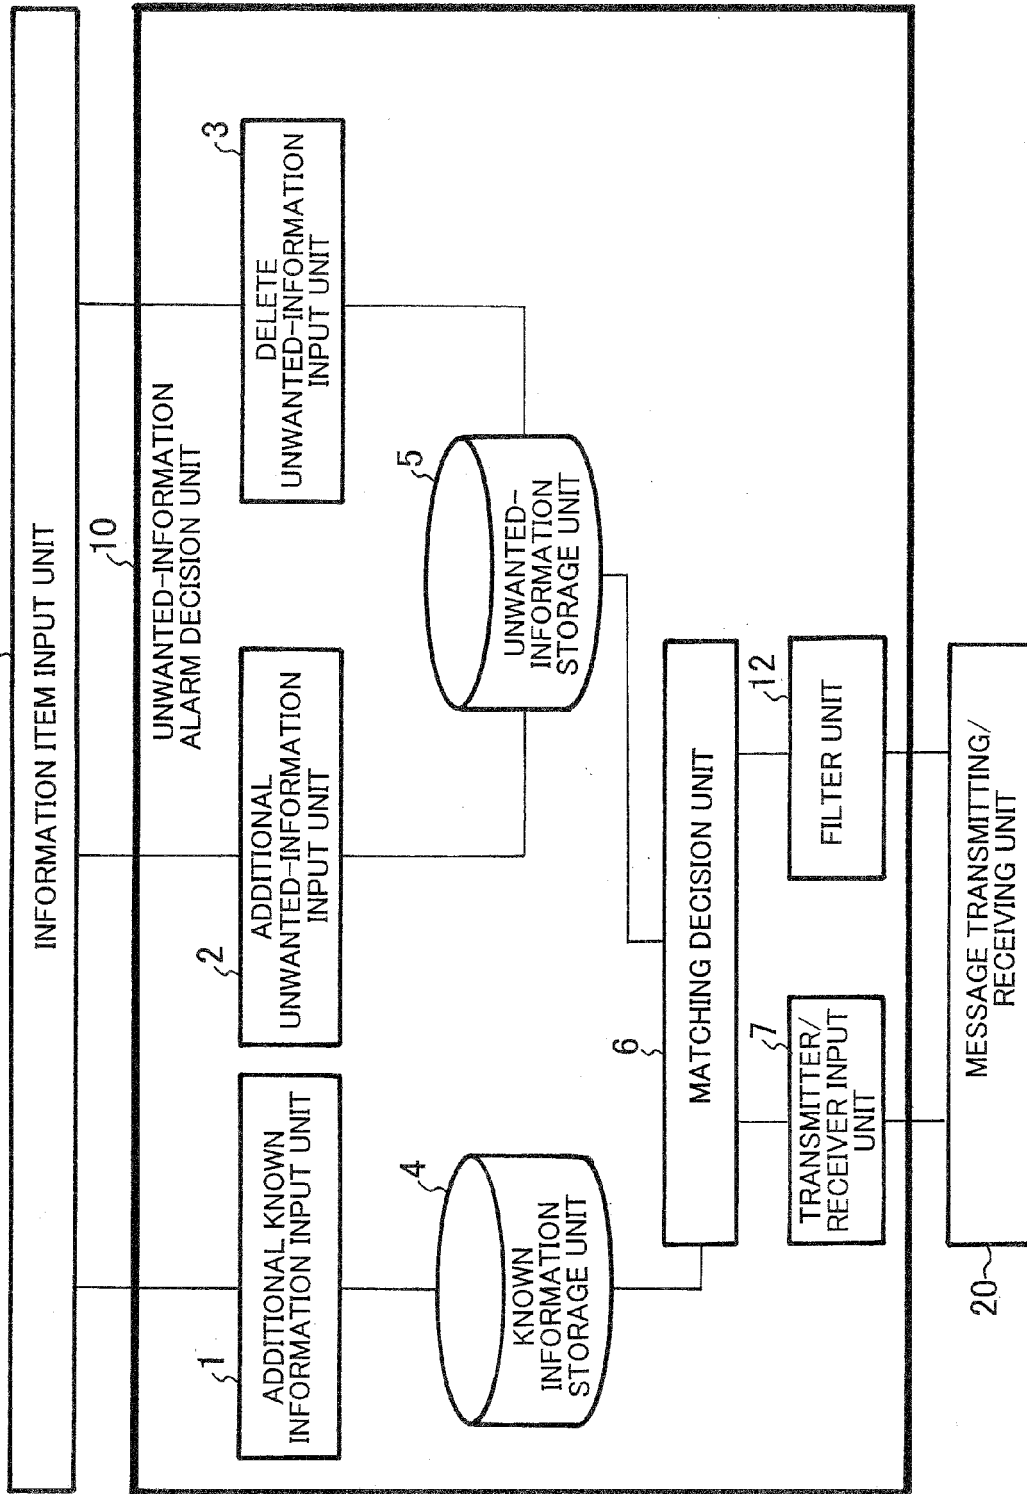 INFORMATION ITEM INPUT UNIT
10
UNWANTED-INFORMATION
ALARM DECISION UNIT
1
ADDITIONAL KNOWN
INFORMATION INPUT UNIT
2
ADDITIONAL
UNWANTED-INFORMATION
INPUT UNIT
3
DELETE
UNWANTED-INFORMATION
INPUT UNIT
4
KNOWN
INFORMATION
STORAGE UNIT
5
UNWANTED-
INFORMATION
STORAGE UNIT
6
MATCHING DECISION UNIT
7
TRANSMITTER/
RECEIVER INPUT
UNIT
12
FILTER UNIT
20
MESSAGE TRANSMITTING/
RECEIVING UNIT